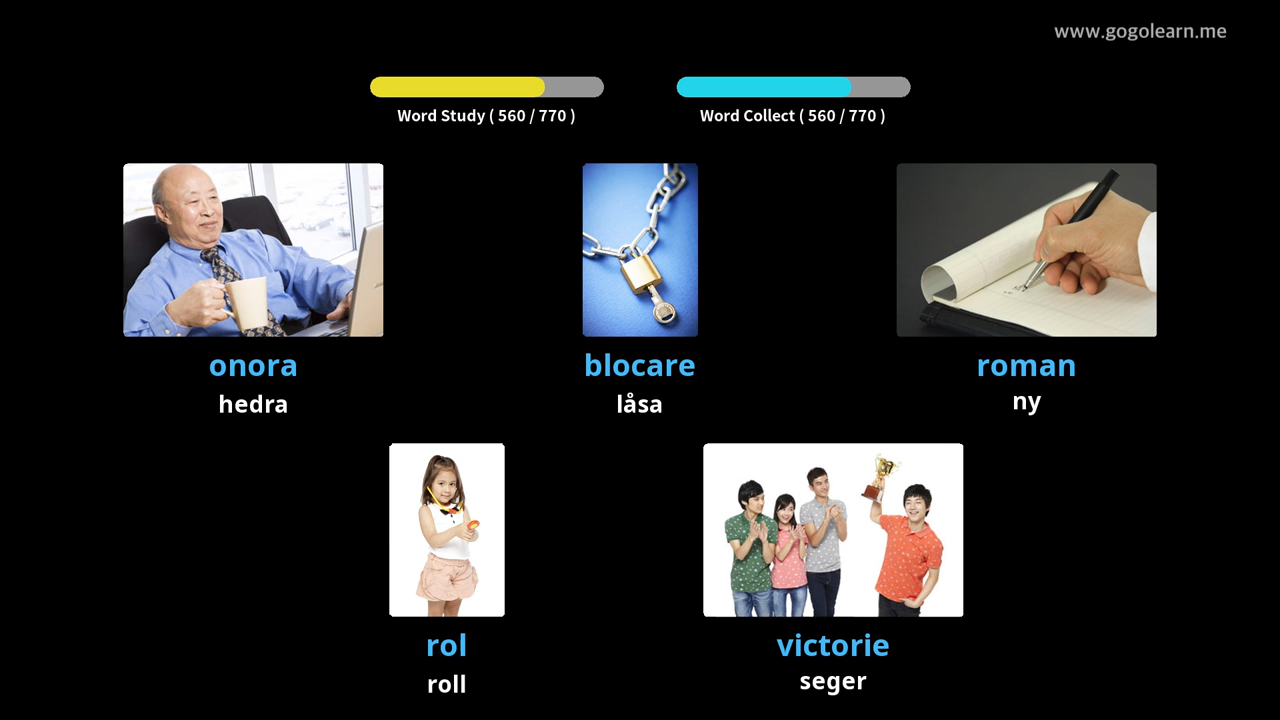 www.gogolearn.me
Word Study ( 560 / 770 )
Word Collect ( 560 / 770 )
onora
hedra
blocare
låsa
roman
ny
rol
roll
victorie
seger